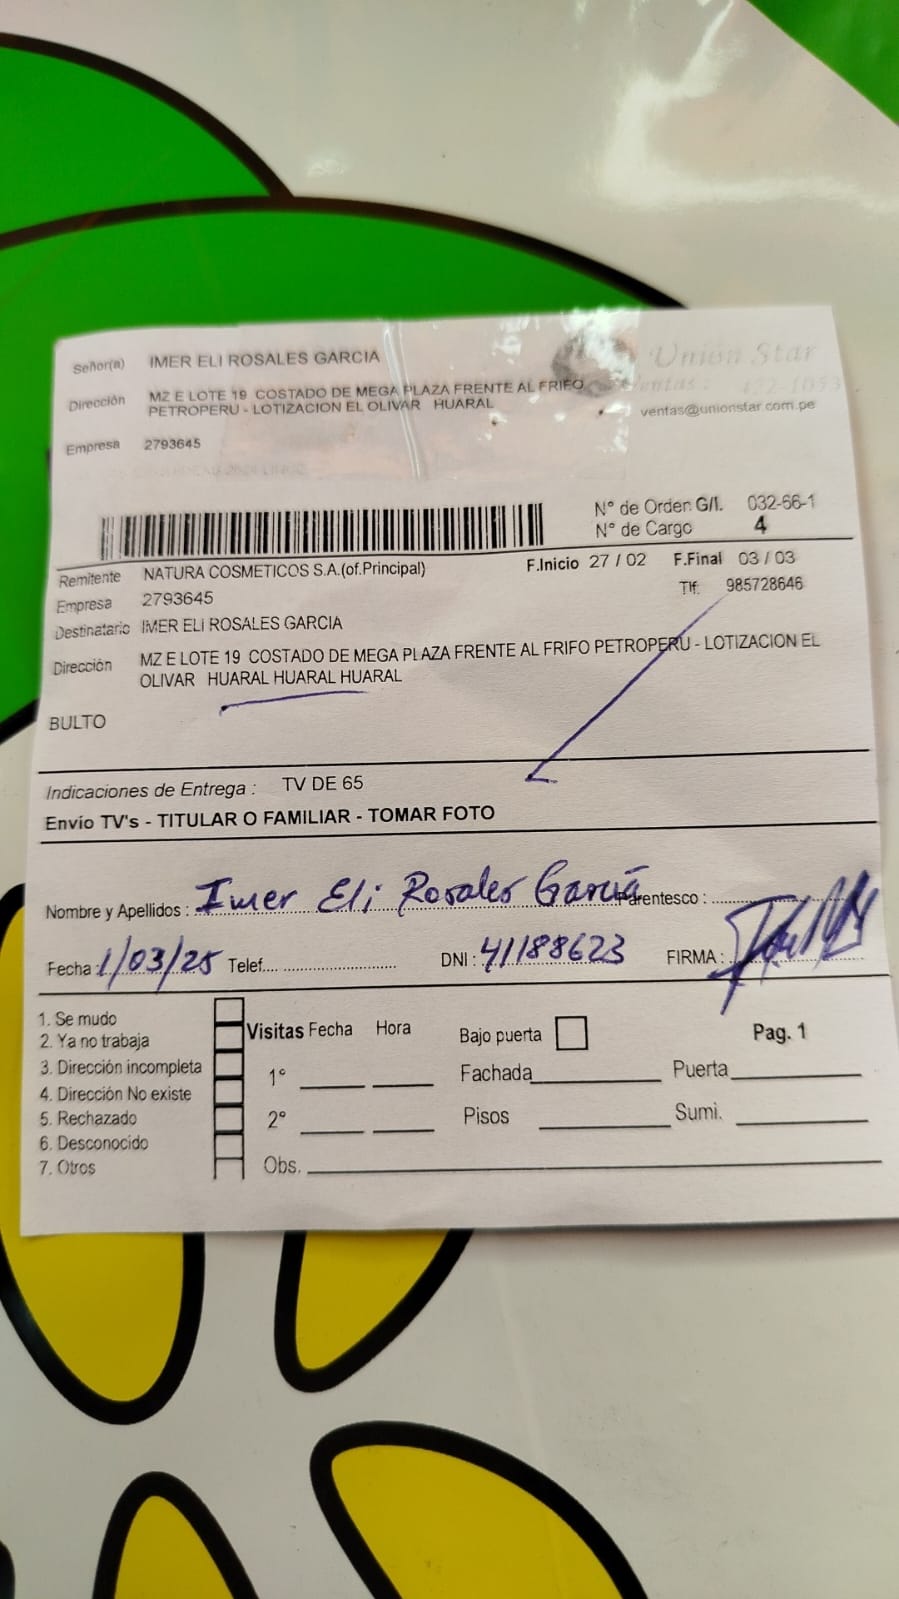 Señor(a) IMER ELI ROSALES GARCIA
Unión Star
Dirección MZ E LOTE 19 COSTADO DE MEGA PLAZA FRENTE AL FRIFO
PETROPERU - LOTIZACION EL OLIVAR HUARAL
Ventas :
ventas@unionstar.com.pe
Empresa 2793645
N° de Orden G/I. 032-66-1
N° de Cargo 4
Remitente NATURA COSMETICOS S.A.(of.Principal) F.Inicio 27 / 02 F.Final 03 / 03
Empresa 2793645 Tlf. 985728646
Destinatario IMER ELI ROSALES GARCIA
Dirección MZ E LOTE 19 COSTADO DE MEGA PLAZA FRENTE AL FRIFO PETROPERU - LOTIZACION EL
OLIVAR HUARAL HUARAL HUARAL
BULTO
Indicaciones de Entrega : TV DE 65
Envío TV's - TITULAR O FAMILIAR - TOMAR FOTO
Nombre y Apellidos : Imer Eli Rosales García Parentesco :
Fecha : 1/03/25 Telef. DNI : 41188623 FIRMA :
1. Se mudo
2. Ya no trabaja
3. Dirección incompleta
4. Dirección No existe
5. Rechazado
6. Desconocido
7. Otros
Visitas Fecha Hora Bajo puerta Pag. 1
1° Fachada Puerta
2° Pisos Sumi.
Obs.